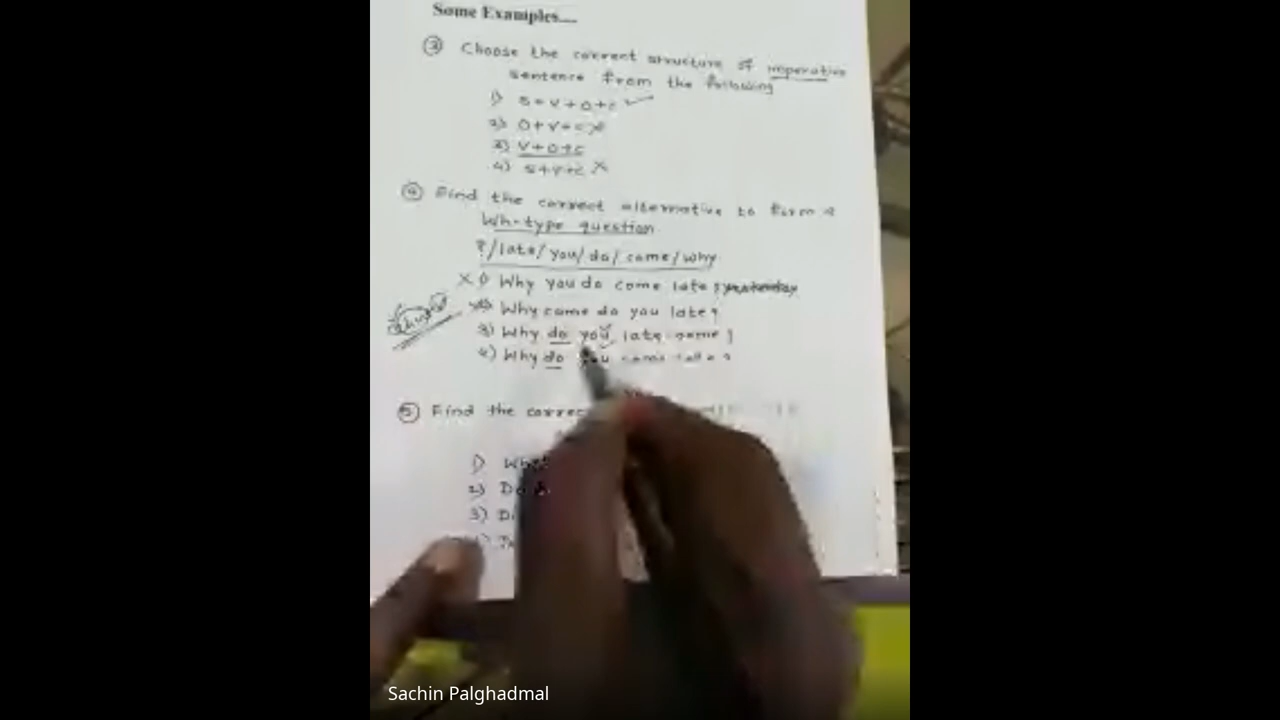 Some Examples....
③ Choose the correct structure of imperative
sentence from the following
1) S+V+O+C ✓
2) O+V+C ×
3) V+O+C
4) S+V+C ×
④ Find the correct alternative to form a
Wh-type question
?/late/you/do/come/why
× 1) Why you do come late ?
Why come do you late?
3) Why do you late come ?
4) Why do you come late ?
⑤ Find the correct
1)
2)
3)
Sachin Palghadmal